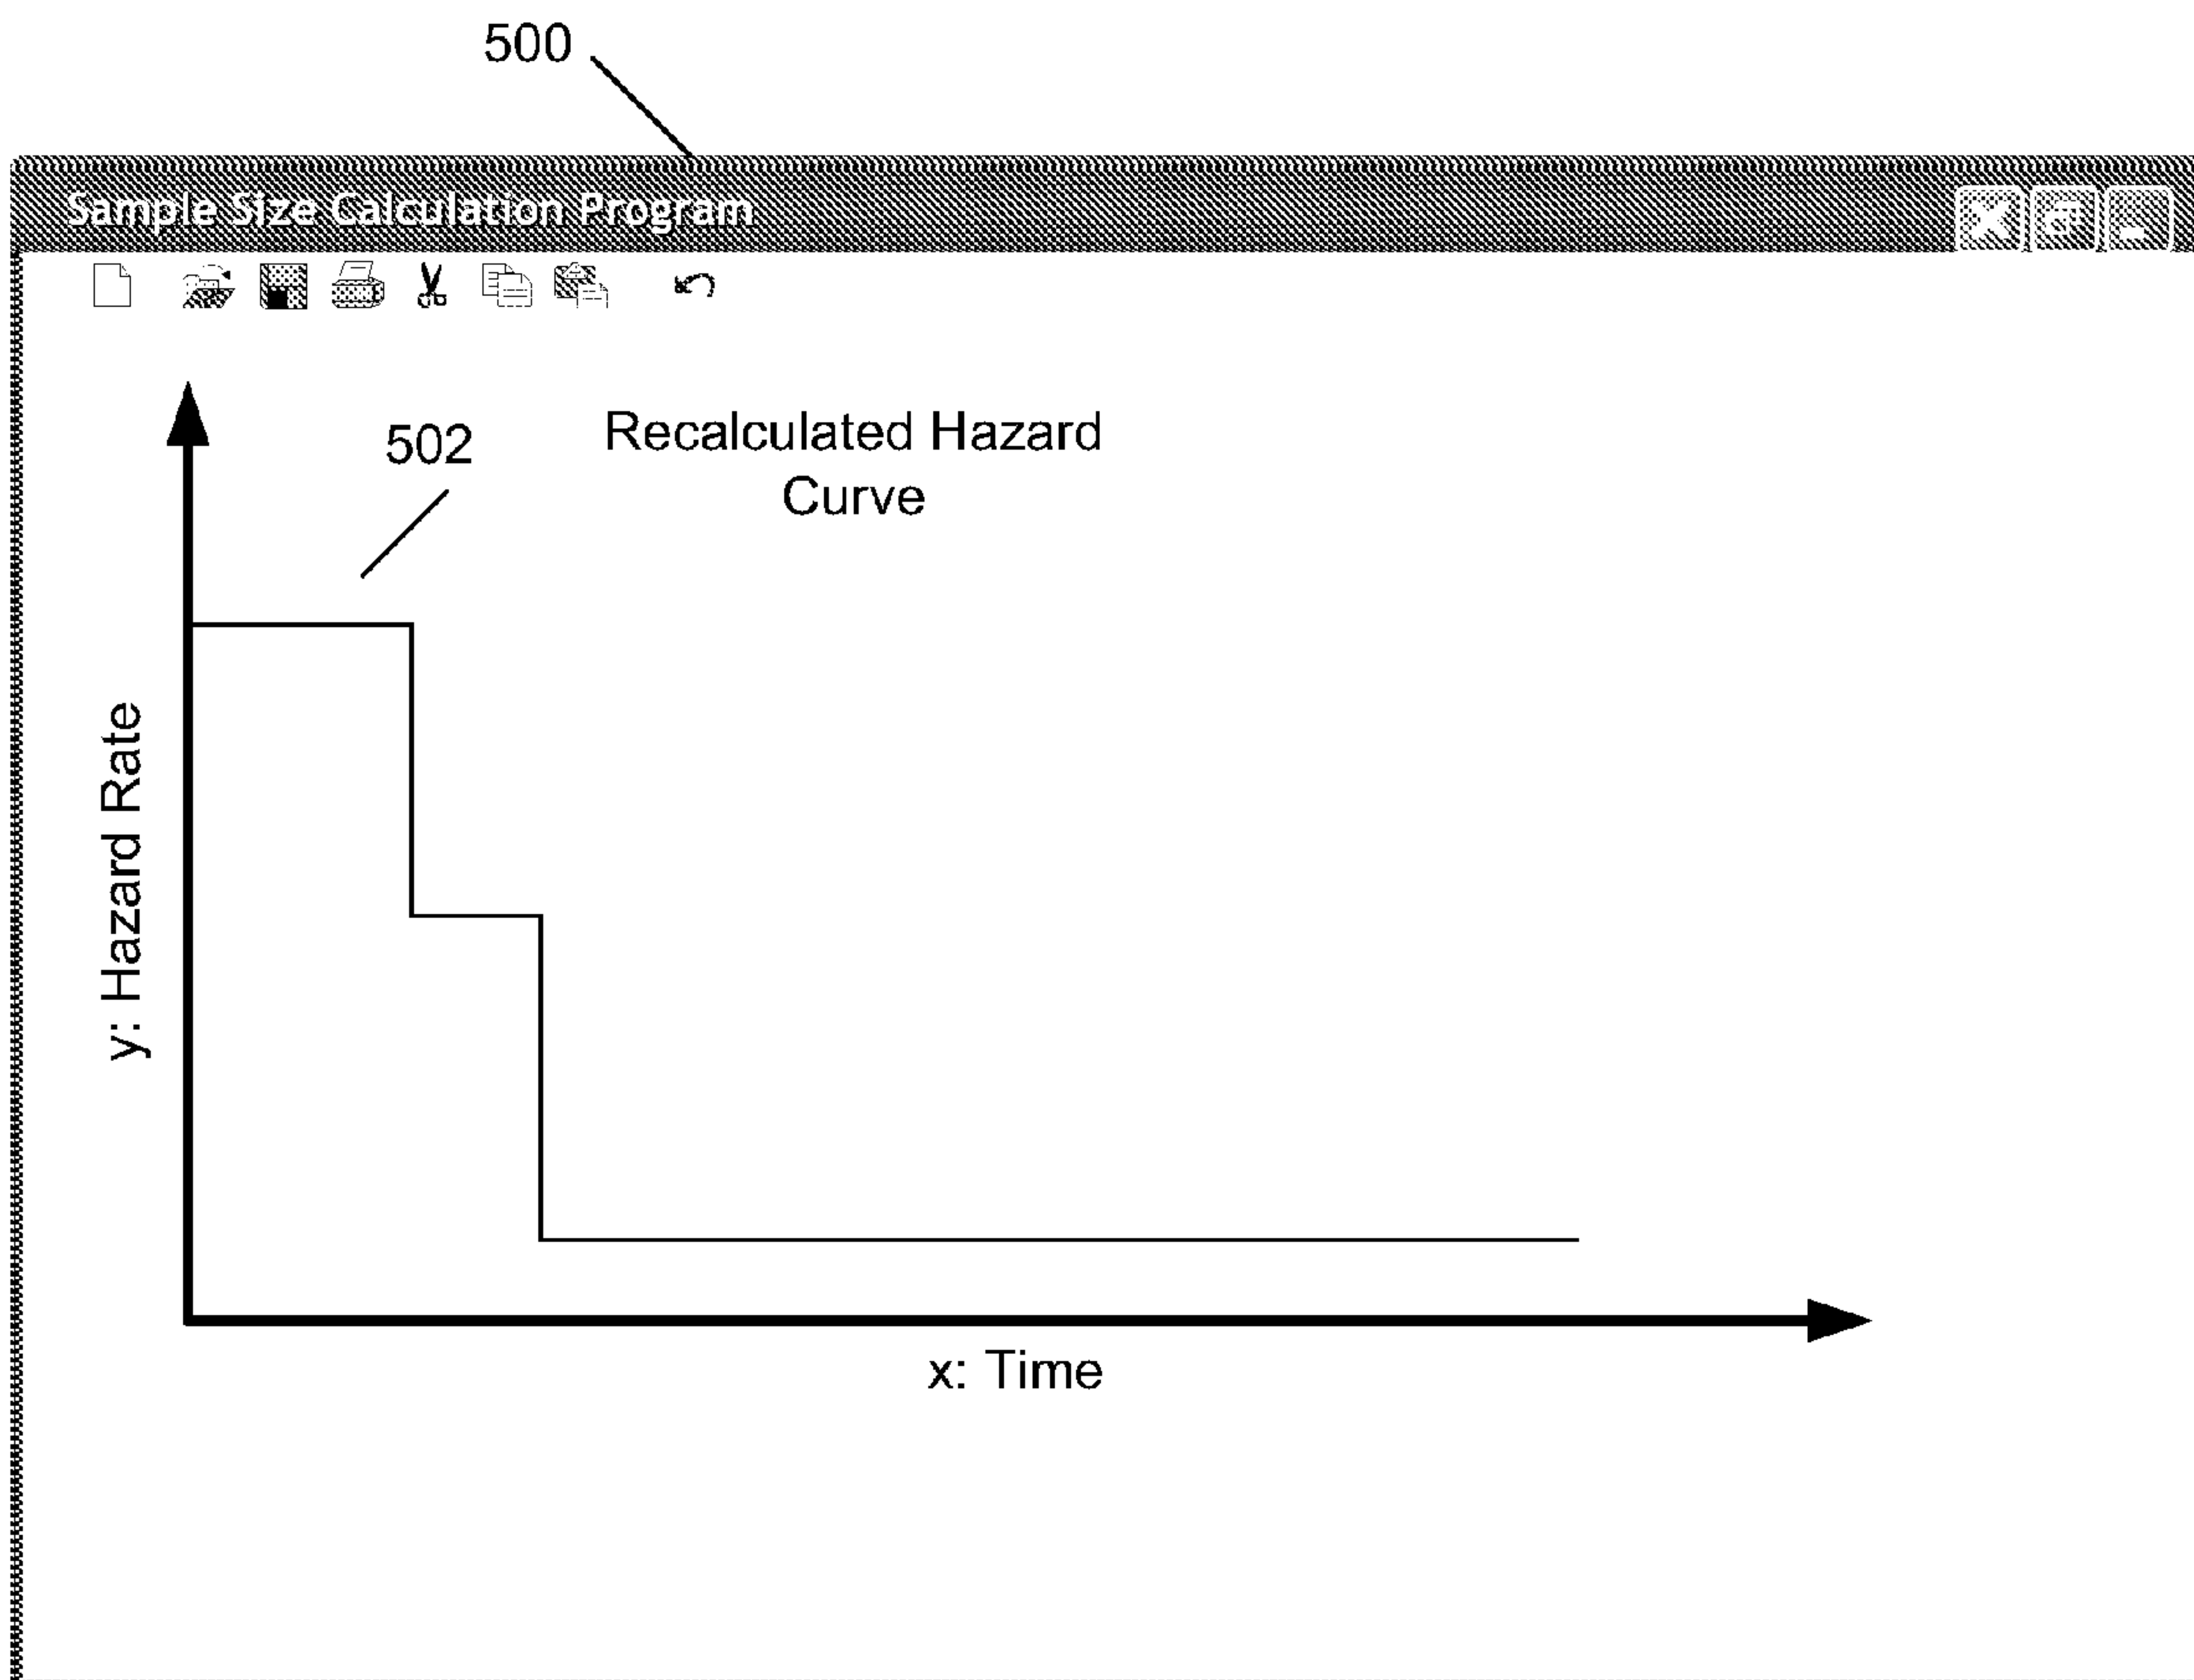 500
Sample Size Calculation Program
502
Recalculated Hazard
Curve
y: Hazard Rate
x: Time